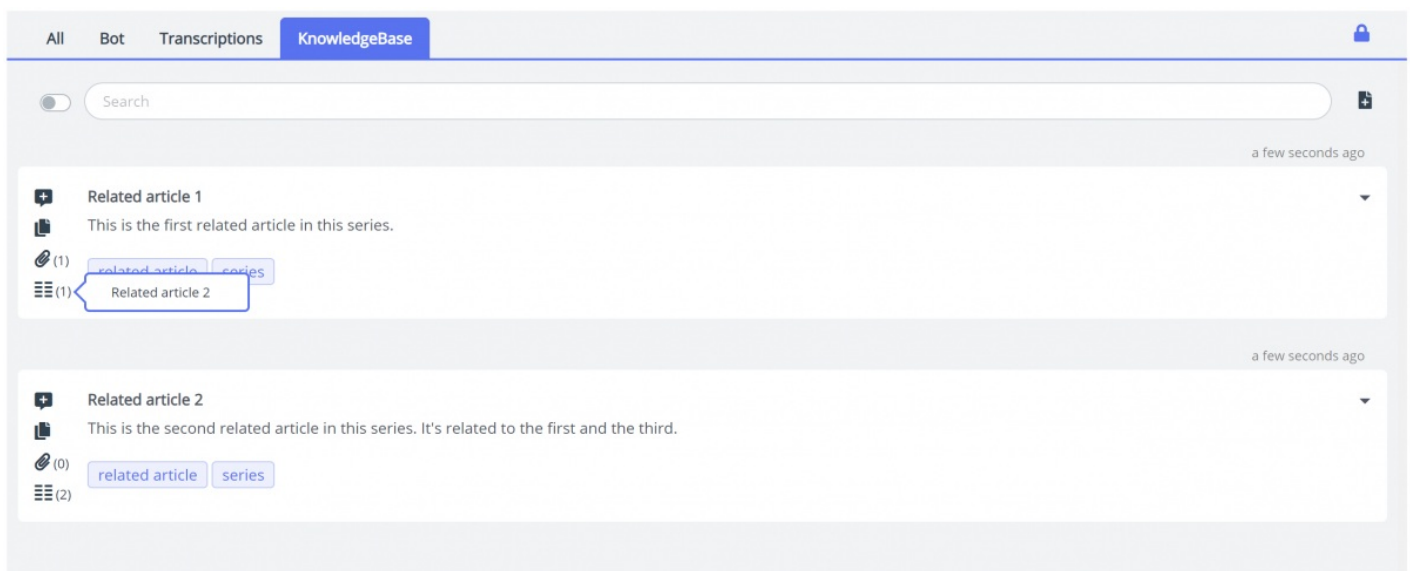 All Bot Transcriptions KnowledgeBase
Search
a few seconds ago
Related article 1
This is the first related article in this series.
(1)
related article series
(1) Related article 2
a few seconds ago
Related article 2
This is the second related article in this series. It's related to the first and the third.
(0)
related article series
(2)